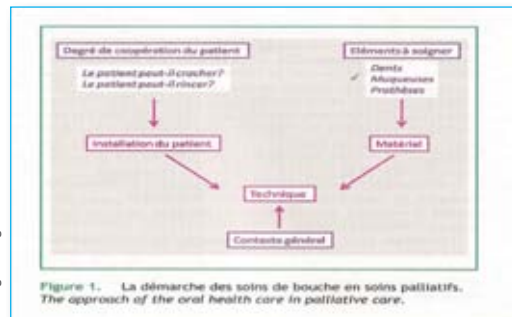 Degré de coopération du patient
Le patient peut-il cracher?
Le patient peut-il rincer?
Eléments à soigner
✓ Dents
Muqueuses
Prothèses
Installation du patient
Matériel
Technique
Contexte général
Figure 1. La démarche des soins de bouche en soins palliatifs.
The approach of the oral health care in palliative care.